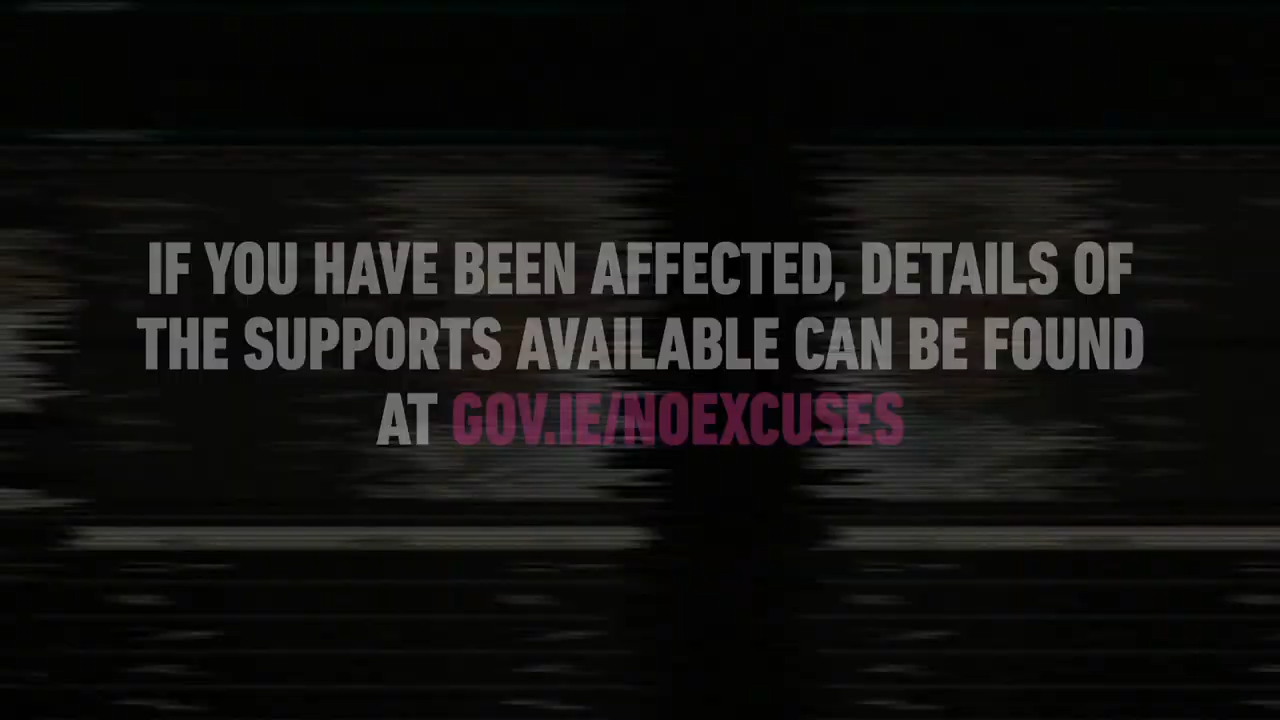 IF YOU HAVE BEEN AFFECTED, DETAILS OF
THE SUPPORTS AVAILABLE CAN BE FOUND
AT GOV.IE/NOEXCUSES